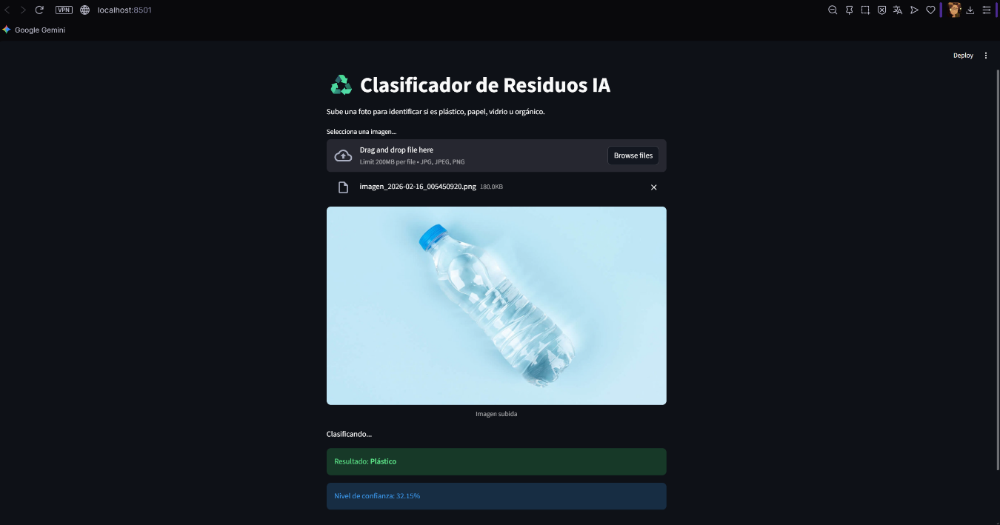 VPN
localhost:8501
Google Gemini
Deploy
Clasificador de Residuos IA
Sube una foto para identificar si es plástico, papel, vidrio u orgánico.
Selecciona una imagen...
Drag and drop file here
Limit 200MB per file • JPG, JPEG, PNG
Browse files
imagen_2026-02-16_005450920.png 180.0KB
Imagen subida
Clasificando...
Resultado: Plástico
Nivel de confianza: 32.15%